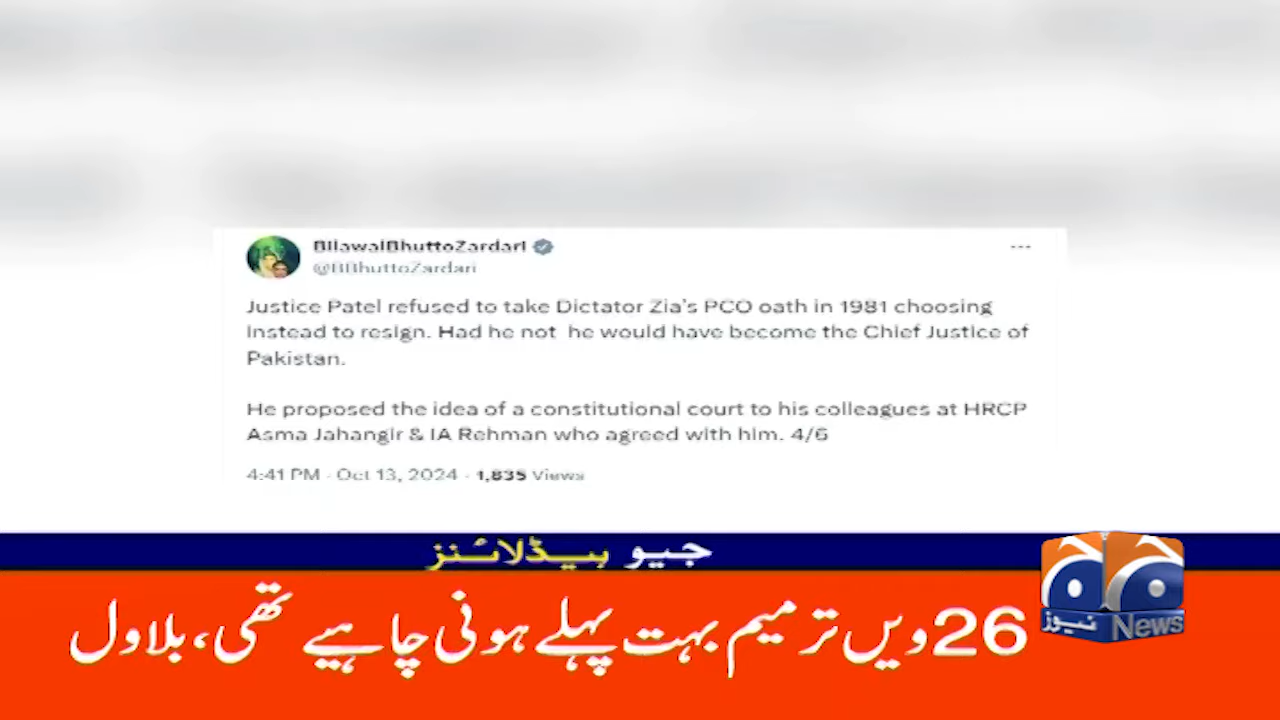 BilawalBhuttoZardari
@BBhuttoZardari
Justice Patel refused to take Dictator Zia's PCO oath in 1981 choosing
instead to resign. Had he not he would have become the Chief Justice of
Pakistan.
He proposed the idea of a constitutional court to his colleagues at HRCP
Asma Jahangir & IA Rehman who agreed with him. 4/6
4:41 PM · Oct 13, 2024 · 1,835 Views
جیو ہیڈلائنز
26ویں ترمیم بہت پہلے ہونی چاہیے تھی، بلاول
نیوز News